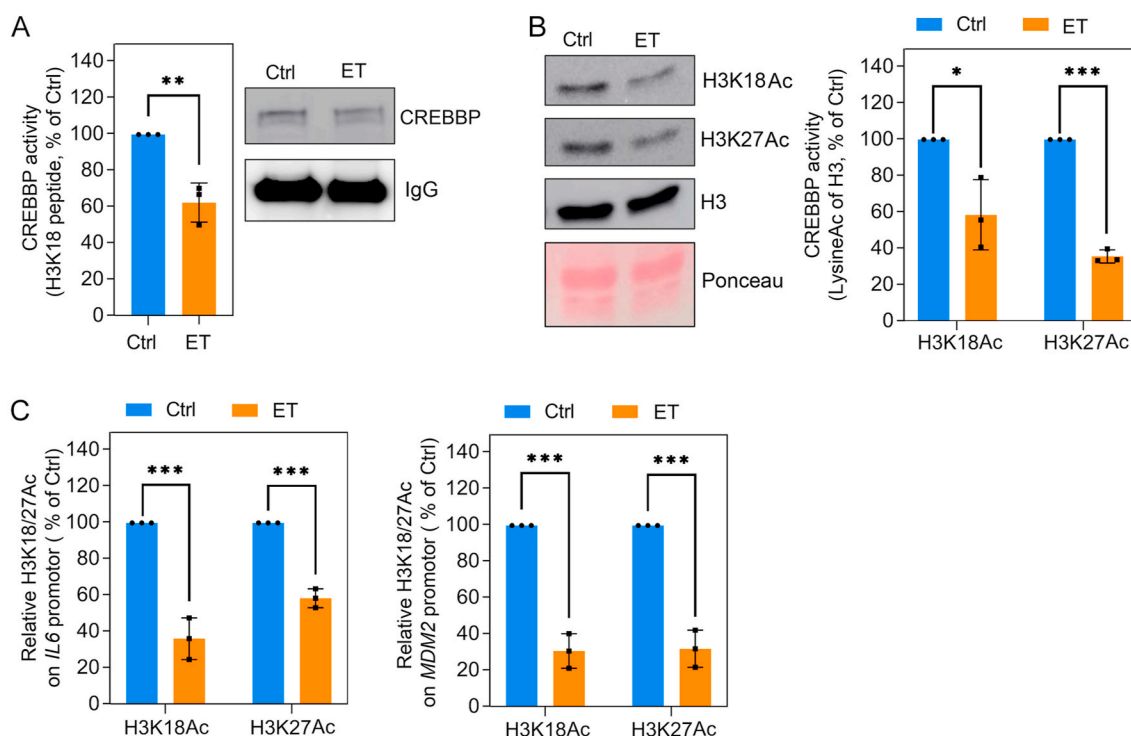 A
CREBBP activity
(H3K18 peptide, % of Ctrl)
140
120
100
80
60
40
20
0
**
Ctrl
ET
Ctrl ET
CREBBP
IgG
B
Ctrl ET
H3K18Ac
H3K27Ac
H3
Ponceau
Ctrl ET
CREBBP activity
(LysineAc of H3, % of Ctrl)
140
120
100
80
60
40
20
0
* ***
H3K18Ac H3K27Ac
C
Ctrl ET
Relative H3K18/27Ac
on IL6 promotor ( % of Ctrl)
140
120
100
80
60
40
20
0
*** ***
H3K18Ac H3K27Ac
Ctrl ET
Relative H3K18/27Ac
on MDM2 promotor ( % of Ctrl)
140
120
100
80
60
40
20
0
*** ***
H3K18Ac H3K27Ac